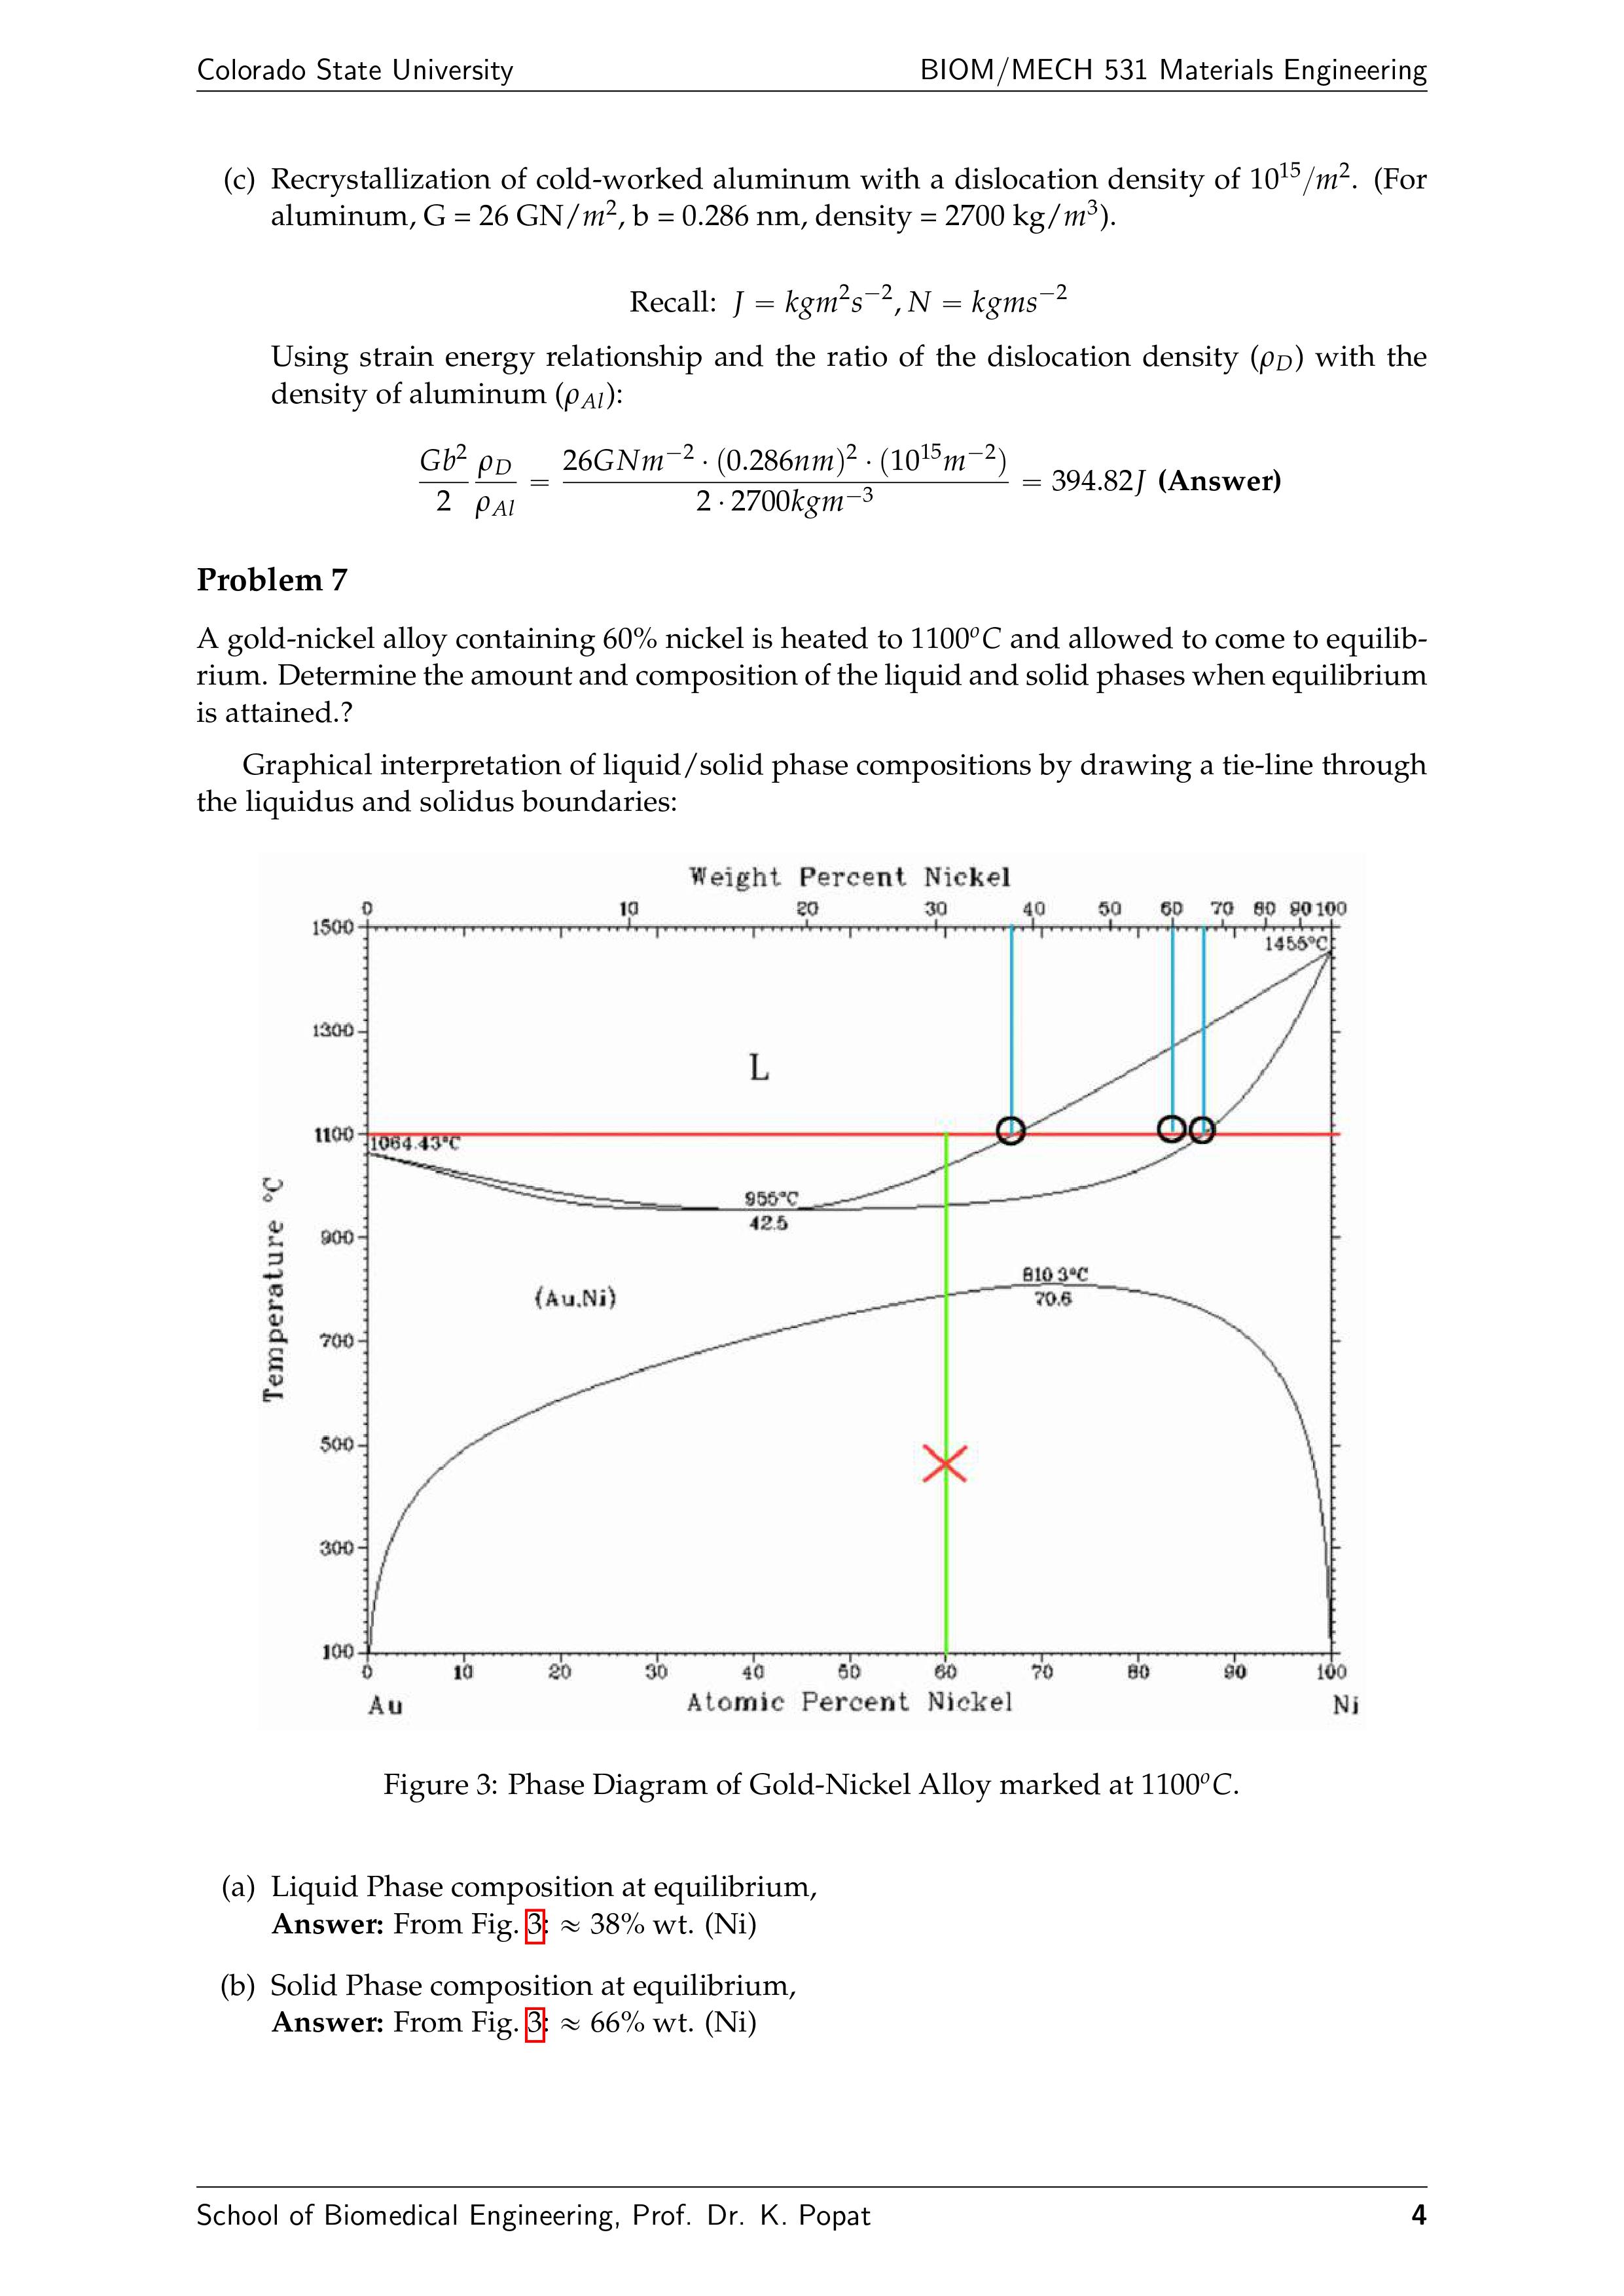 Colorado State University BIOM/MECH 531 Materials Engineering
(c) Recrystallization of cold-worked aluminum with a dislocation density of 10^{15}/m^2. (For
aluminum, G = 26 GN/m^2, b = 0.286 nm, density = 2700 kg/m^3).
Recall: J = kgm^2s^{-2}, N = kgms^{-2}
Using strain energy relationship and the ratio of the dislocation density (ρ_D) with the
density of aluminum (ρ_{Al}):
\frac{Gb^2}{2} \frac{ρ_D}{ρ_{Al}} = \frac{26GNm^{-2} · (0.286nm)^2 · (10^{15}m^{-2})}{2 · 2700kgm^{-3}} = 394.82J (Answer)
Problem 7
A gold-nickel alloy containing 60% nickel is heated to 1100^oC and allowed to come to equilib-
rium. Determine the amount and composition of the liquid and solid phases when equilibrium
is attained.?
Graphical interpretation of liquid/solid phase compositions by drawing a tie-line through
the liquidus and solidus boundaries:
Weight Percent Nickel
0 10 20 30 40 50 60 70 80 90 100
1500
1455°C
1300
L
1100
1064.43°C
955°C
42.5
900
810.3°C
70.6
(Au,Ni)
700
500
300
100
Temperature °C
0 10 20 30 40 50 60 70 80 90 100
Au Atomic Percent Nickel Ni
Figure 3: Phase Diagram of Gold-Nickel Alloy marked at 1100^oC.
(a) Liquid Phase composition at equilibrium,
Answer: From Fig. 3: ≈ 38% wt. (Ni)
(b) Solid Phase composition at equilibrium,
Answer: From Fig. 3: ≈ 66% wt. (Ni)
School of Biomedical Engineering, Prof. Dr. K. Popat 4